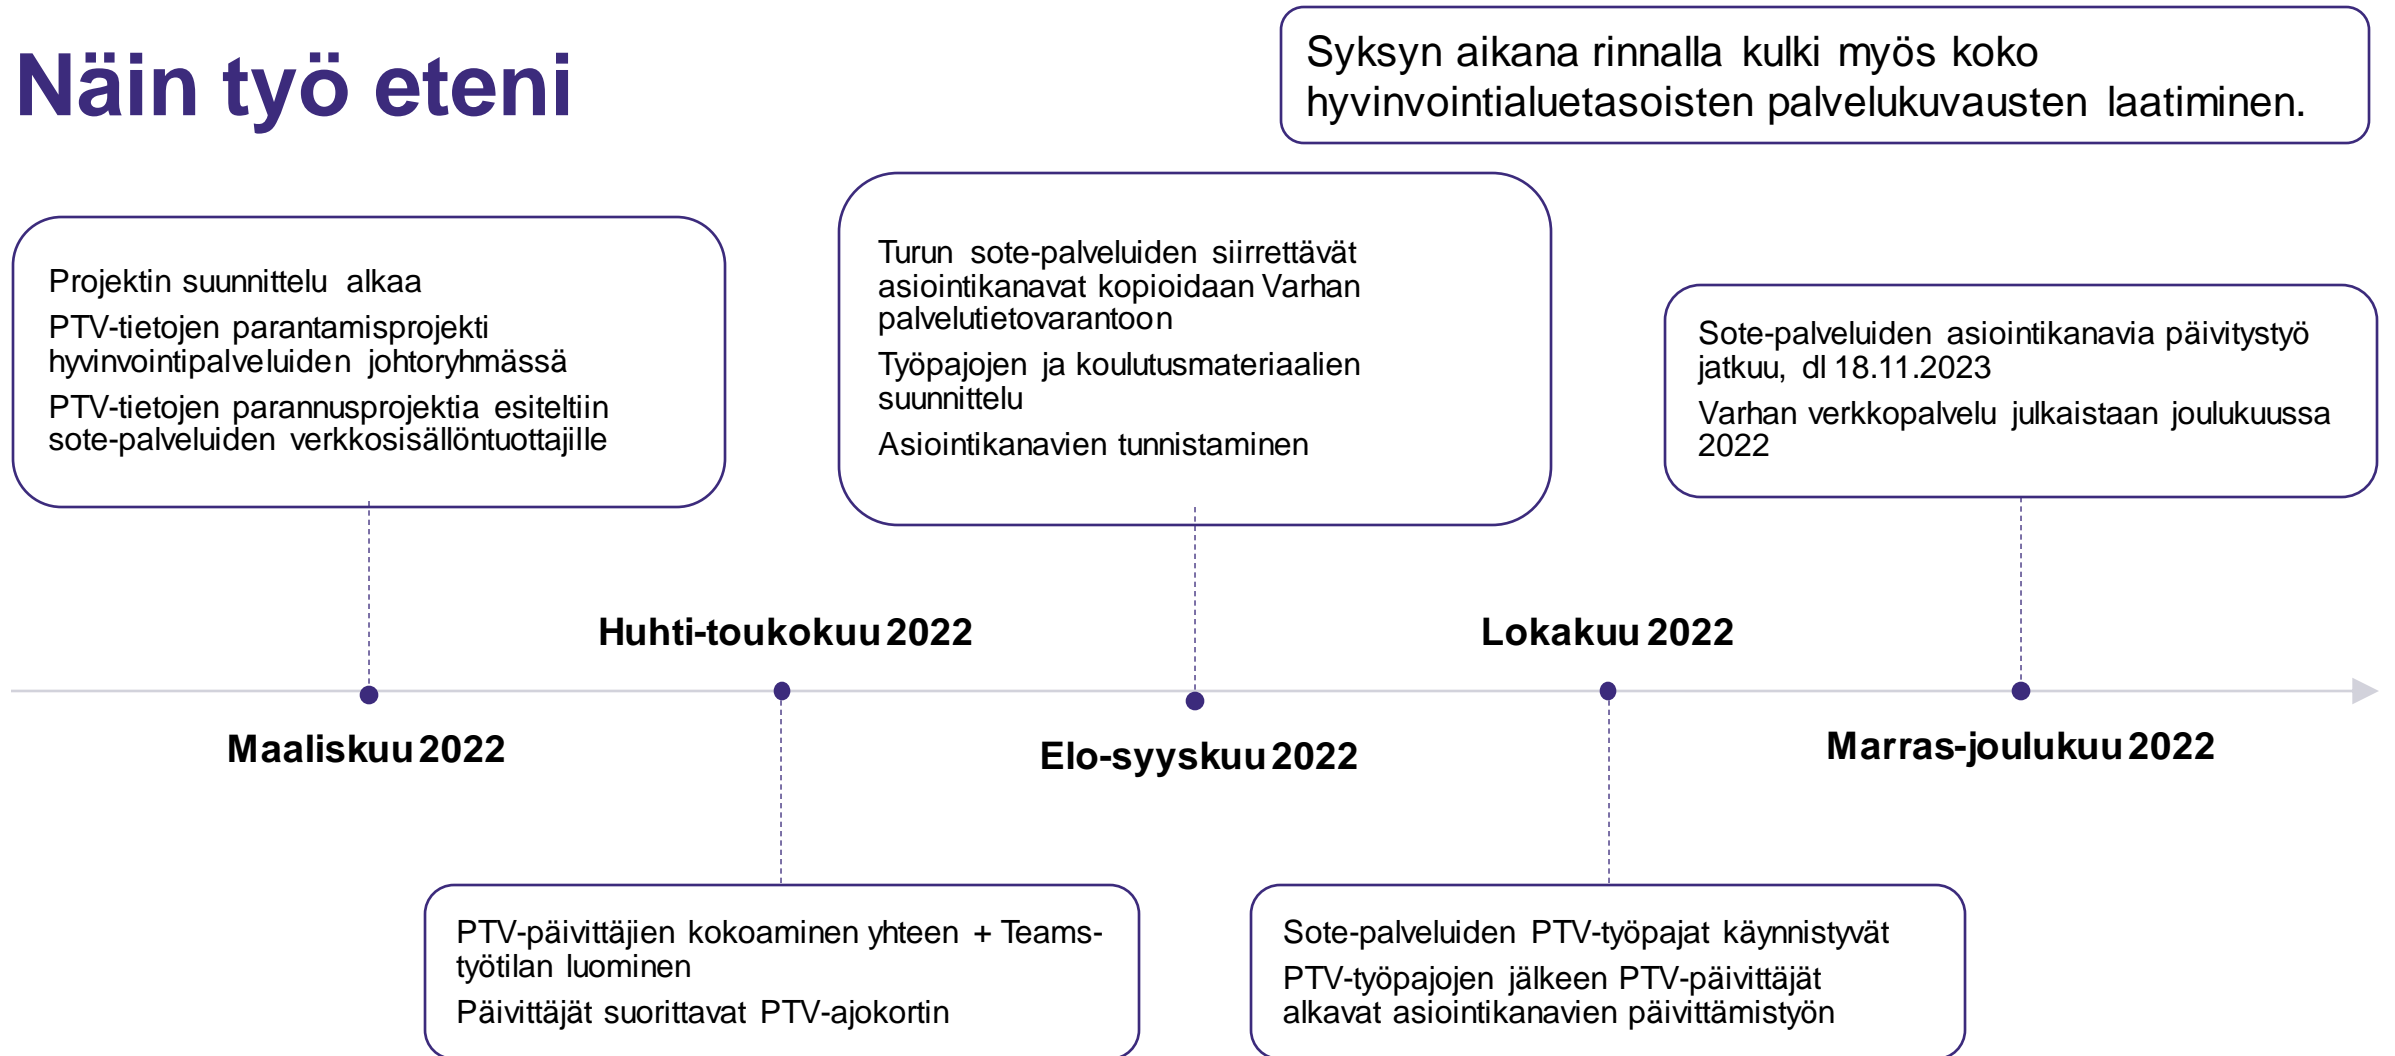 Näin työ eteni
Syksyn aikana rinnalla kulki myös koko
hyvinvointialuetasoisten palvelukuvausten laatiminen.
Projektin suunnittelu alkaa
PTV-tietojen parantamisprojekti
hyvinvointipalveluiden johtoryhmässä
PTV-tietojen parannusprojektia esiteltiin
sote-palveluiden verkkosisällöntuottajille
Turun sote-palveluiden siirrettävät
asiointikanavat kopioidaan Varhan
palvelutietovarantoon
Työpajojen ja koulutusmateriaalien
suunnittelu
Asiointikanavien tunnistaminen
Sote-palveluiden asiointikanavia päivitystyö
jatkuu, dl 18.11.2023
Varhan verkkopalvelu julkaistaan joulukuussa
2022
Huhti-toukokuu 2022
Lokakuu 2022
Maaliskuu 2022
Elo-syyskuu 2022
Marras-joulukuu 2022
PTV-päivittäjien kokoaminen yhteen + Teams-
työtilan luominen
Päivittäjät suorittavat PTV-ajokortin
Sote-palveluiden PTV-työpajat käynnistyvät
PTV-työpajojen jälkeen PTV-päivittäjät
alkavat asiointikanavien päivittämistyön